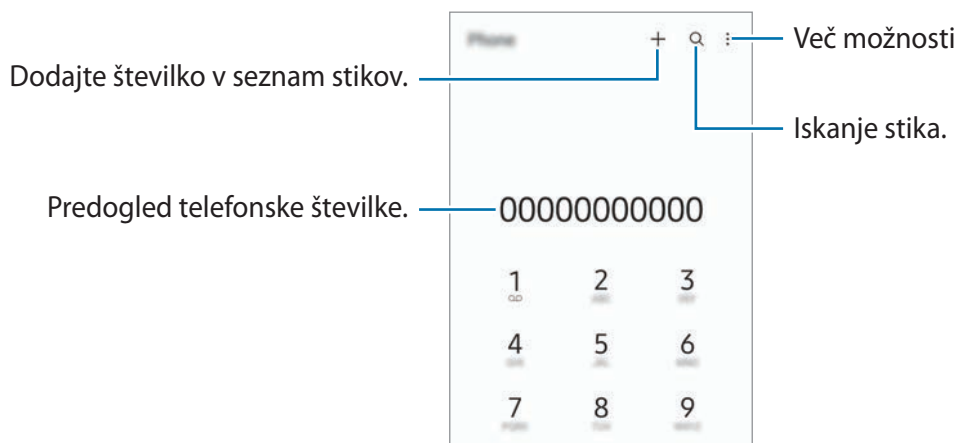 Phone
Več možnosti
Dodajte številko v seznam stikov.
Iskanje stika.
Predogled telefonske številke.
00000000000
1 2 3
4 5 6
7 8 9